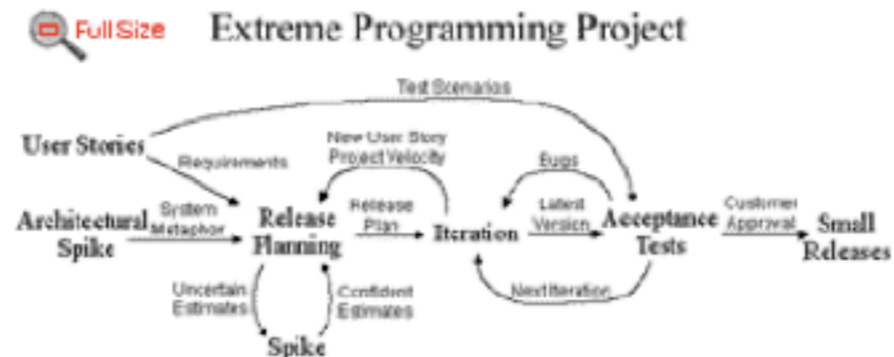 Full Size
Extreme Programming Project
Test Scenarios
User Stories
Requirements
New User Story
Project Velocity
Bugs
Architectural
Spike
System
Metaphor
Release
Planning
Release
Plan
Iteration
Latest
Version
Acceptance
Tests
Customer
Approval
Small
Releases
Uncertain
Estimates
Confident
Estimates
Next Iteration
Spike